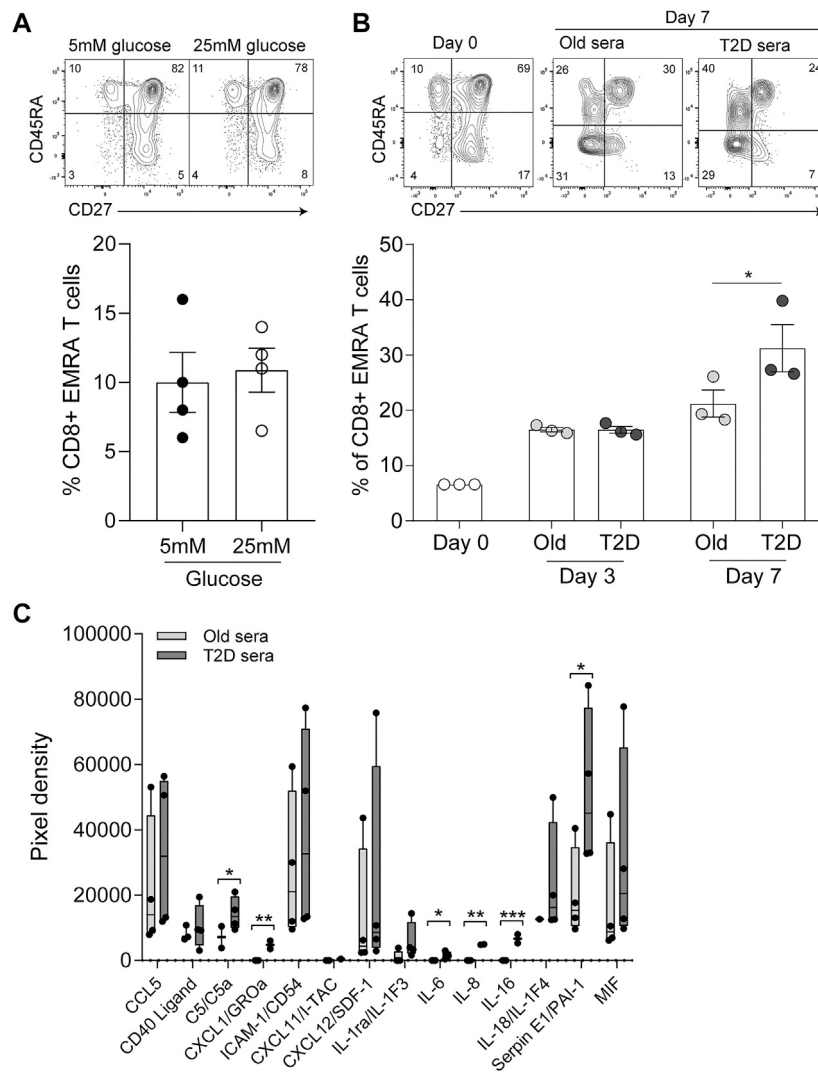 A
5mM glucose 25mM glucose
10 82 11 78
CD45RA
3 5 4 8
CD27
20
15
10
5
0
% CD8+ EMRA T cells
5mM 25mM
Glucose
B
Day 7
Day 0 Old sera T2D sera
10 69 26 30 40 24
CD45RA
4 17 31 13 29 7
CD27
50
40
30
20
10
0
% of CD8+ EMRA T cells
*
Day 0 Old T2D Old T2D
Day 3 Day 7
C
Old sera
T2D sera
100000
80000
60000
40000
20000
0
Pixel density
* ** * ** *** *
CCL5
CD40 Ligand
C5/C5a
CXCL1/GROa
ICAM-1/CD54
CXCL11/I-TAC
CXCL12/SDF-1
IL-1ra/IL-1F3
IL-6
IL-8
IL-16
IL-18/IL-1F4
Serpin E1/PAI-1
MIF